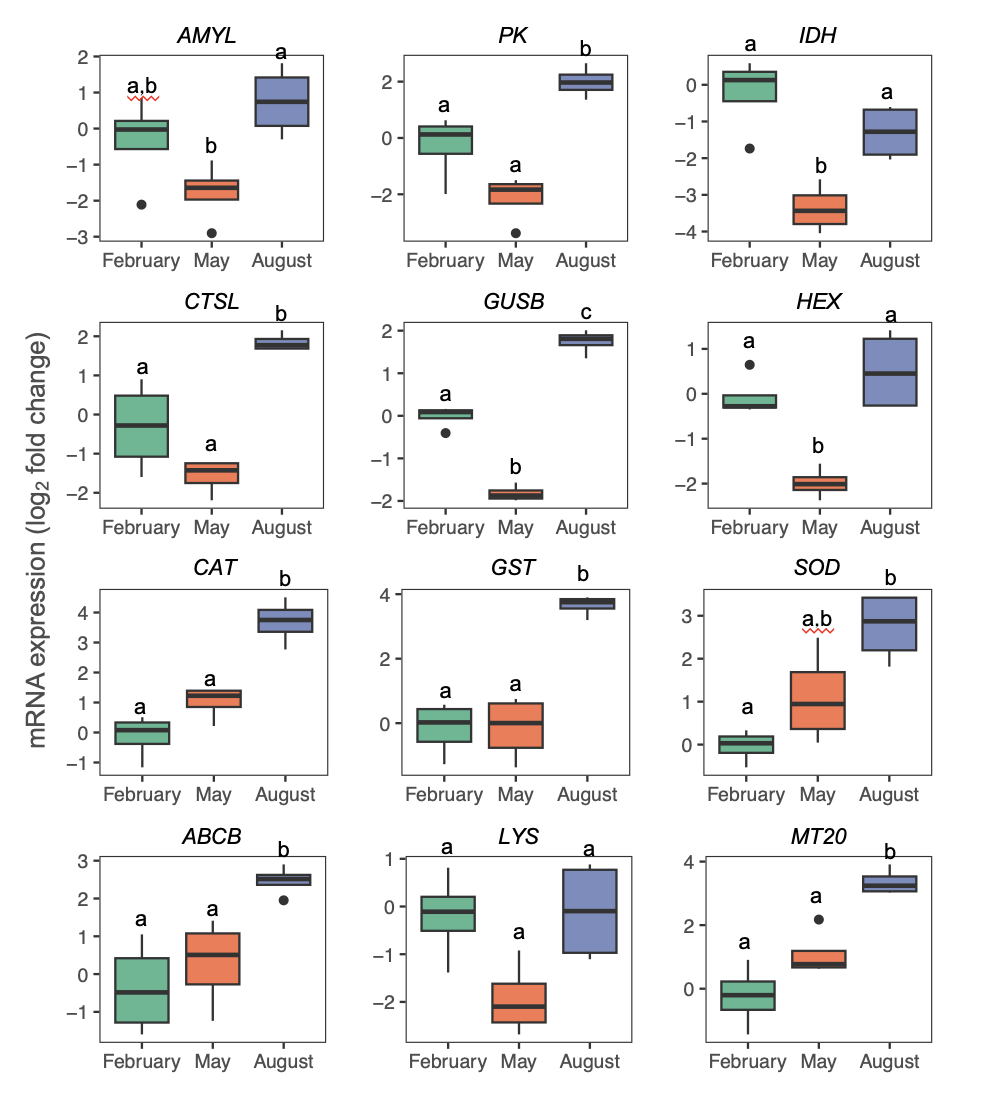 AMYL
PK
IDH
a,b
b
a
2
1
0
−1
−2
−3
February May August
a
a
b
2
0
−2
February May August
a
b
a
0
−1
−2
−3
−4
February May August
CTSL
GUSB
HEX
a
a
b
2
1
0
−1
−2
February May August
a
b
c
2
1
0
−1
−2
February May August
a
b
a
1
0
−1
−2
February May August
mRNA expression (log2 fold change)
CAT
GST
SOD
a
a
b
4
3
2
1
0
−1
February May August
a
a
b
4
2
0
February May August
a
a,b
b
3
2
1
0
February May August
ABCB
LYS
MT20
a
a
b
3
2
1
0
−1
February May August
a
a
a
1
0
−1
−2
February May August
a
a
b
4
2
0
February May August